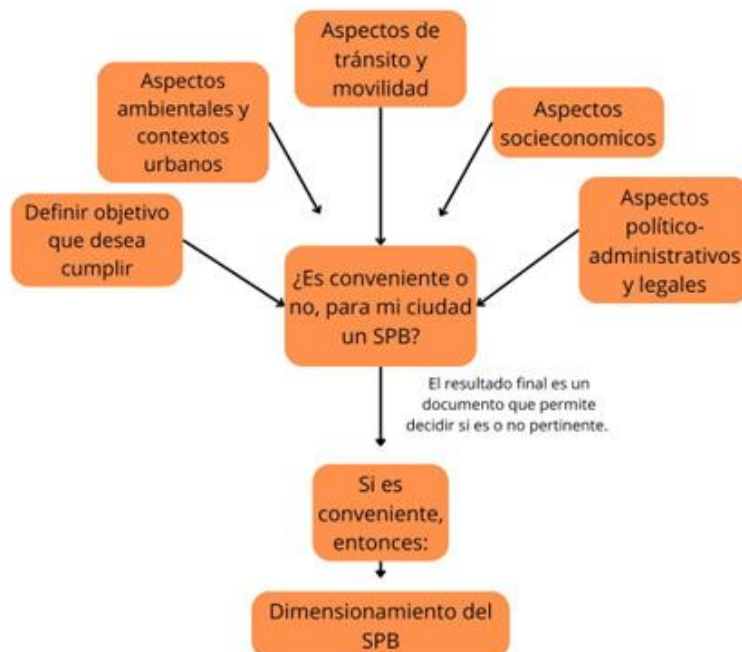 Aspectos de
tránsito y
movilidad
Aspectos
ambientales y
contextos
urbanos
Aspectos
socieconomicos
Definir objetivo
que desea
cumplir
Aspectos
político-
administrativos
y legales
¿Es conveniente o
no, para mi ciudad
un SPB?
El resultado final es un
documento que permite
decidir si es o no pertinente.
Si es
conveniente,
entonces:
Dimensionamiento del
SPB